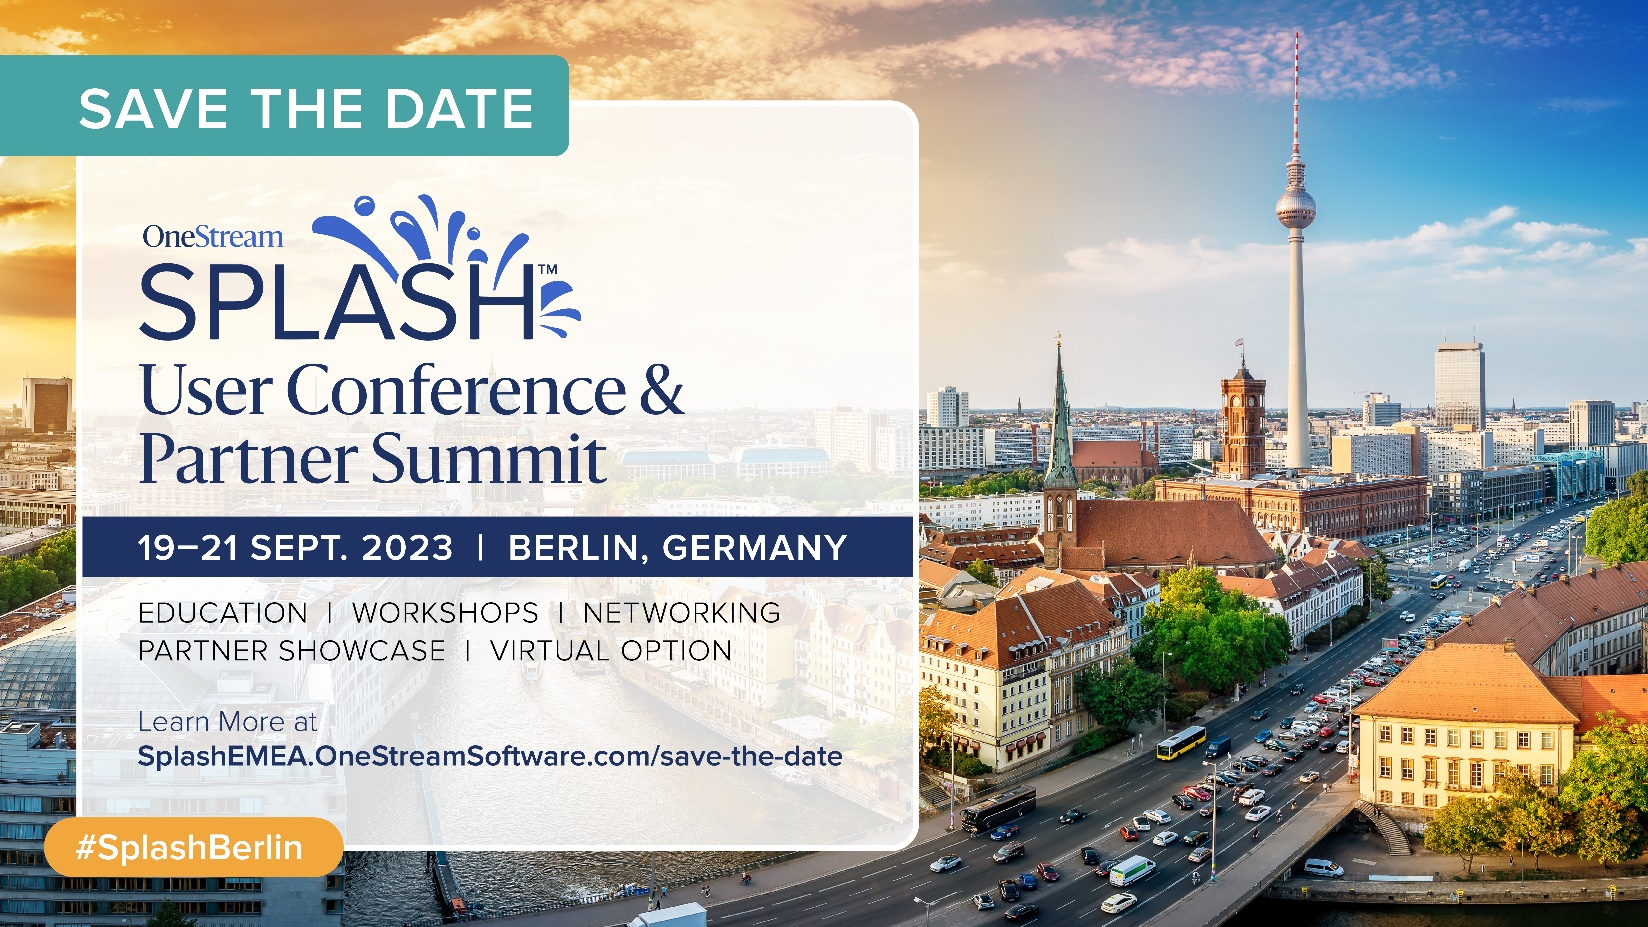 SAVE THE DATE
OneStream
SPLASH™
User Conference &
Partner Summit
19–21 SEPT. 2023 | BERLIN, GERMANY
EDUCATION | WORKSHOPS | NETWORKING
PARTNER SHOWCASE | VIRTUAL OPTION
Learn More at
SplashEMEA.OneStreamSoftware.com/save-the-date
#SplashBerlin